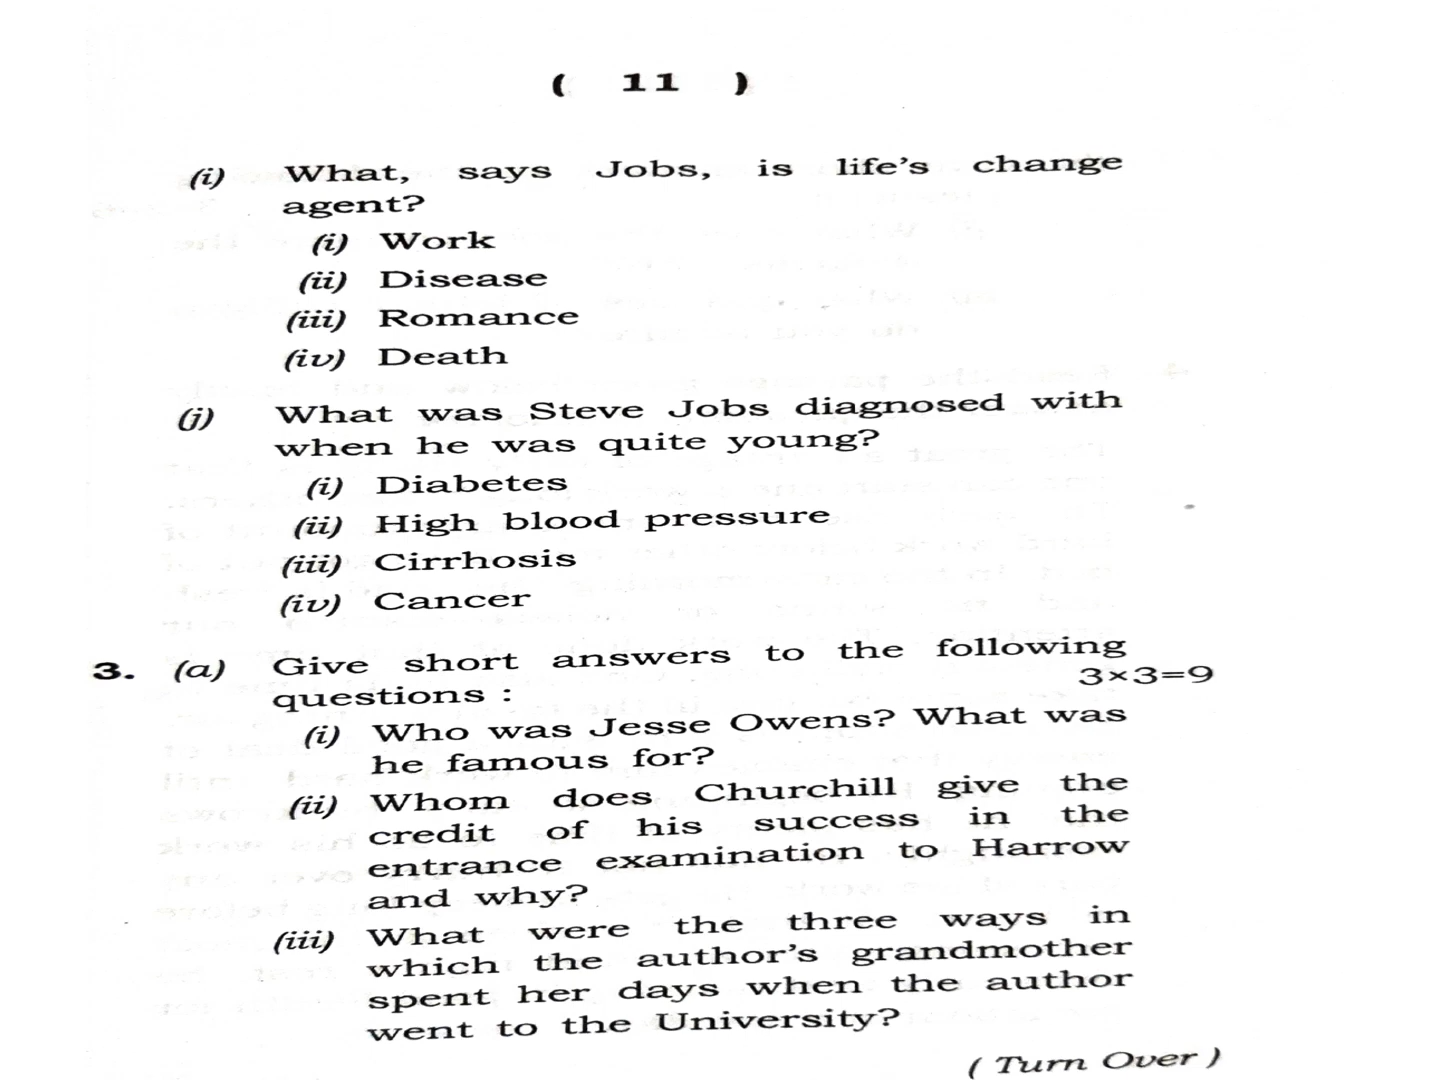 ( 11 )
(i) What, says Jobs, is life's change
agent?
(i) Work
(ii) Disease
(iii) Romance
(iv) Death
(j) What was Steve Jobs diagnosed with
when he was quite young?
(i) Diabetes
(ii) High blood pressure
(iii) Cirrhosis
(iv) Cancer
3. (a) Give short answers to the following
questions : 3×3=9
(i) Who was Jesse Owens? What was
he famous for?
(ii) Whom does Churchill give the
credit of his success in the
entrance examination to Harrow
and why?
(iii) What were the three ways in
which the author's grandmother
spent her days when the author
went to the University?
( Turn Over )